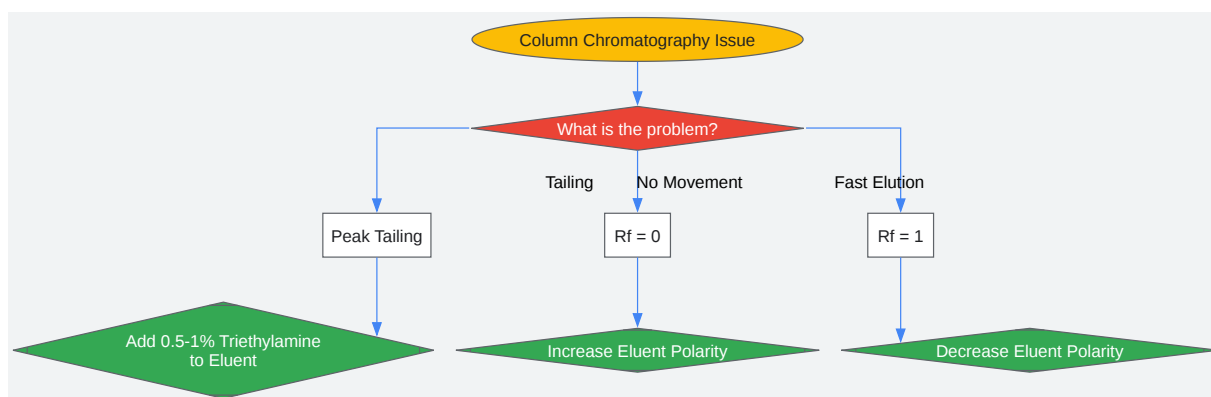 Column Chromatography Issue
What is the problem?
Tailing
No Movement
Fast Elution
Peak Tailing
Rf = 0
Rf = 1
Add 0.5-1% Triethylamine
to Eluent
Increase Eluent Polarity
Decrease Eluent Polarity